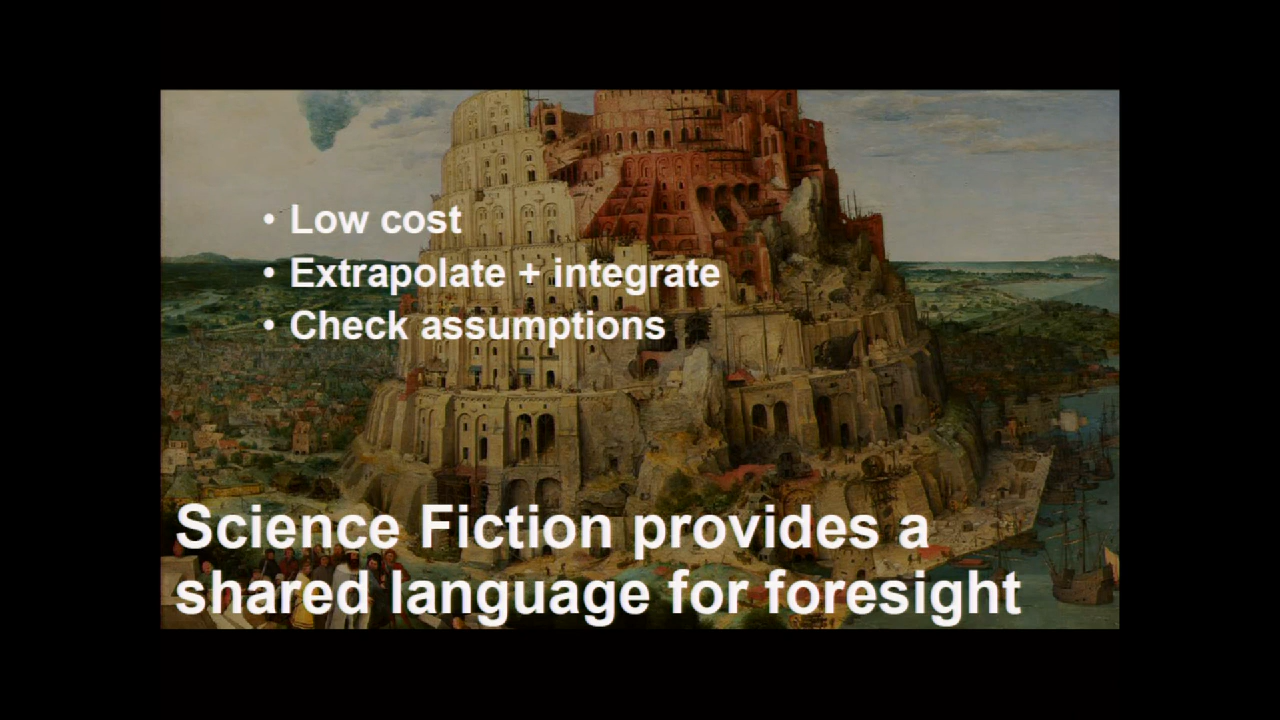 • Low cost
• Extrapolate + integrate
• Check assumptions
Science Fiction provides a
shared language for foresight